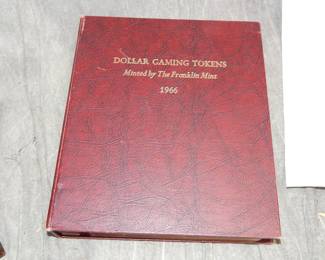 DOLLAR GAMING TOKENS
Minted by The Franklin Mint
1966